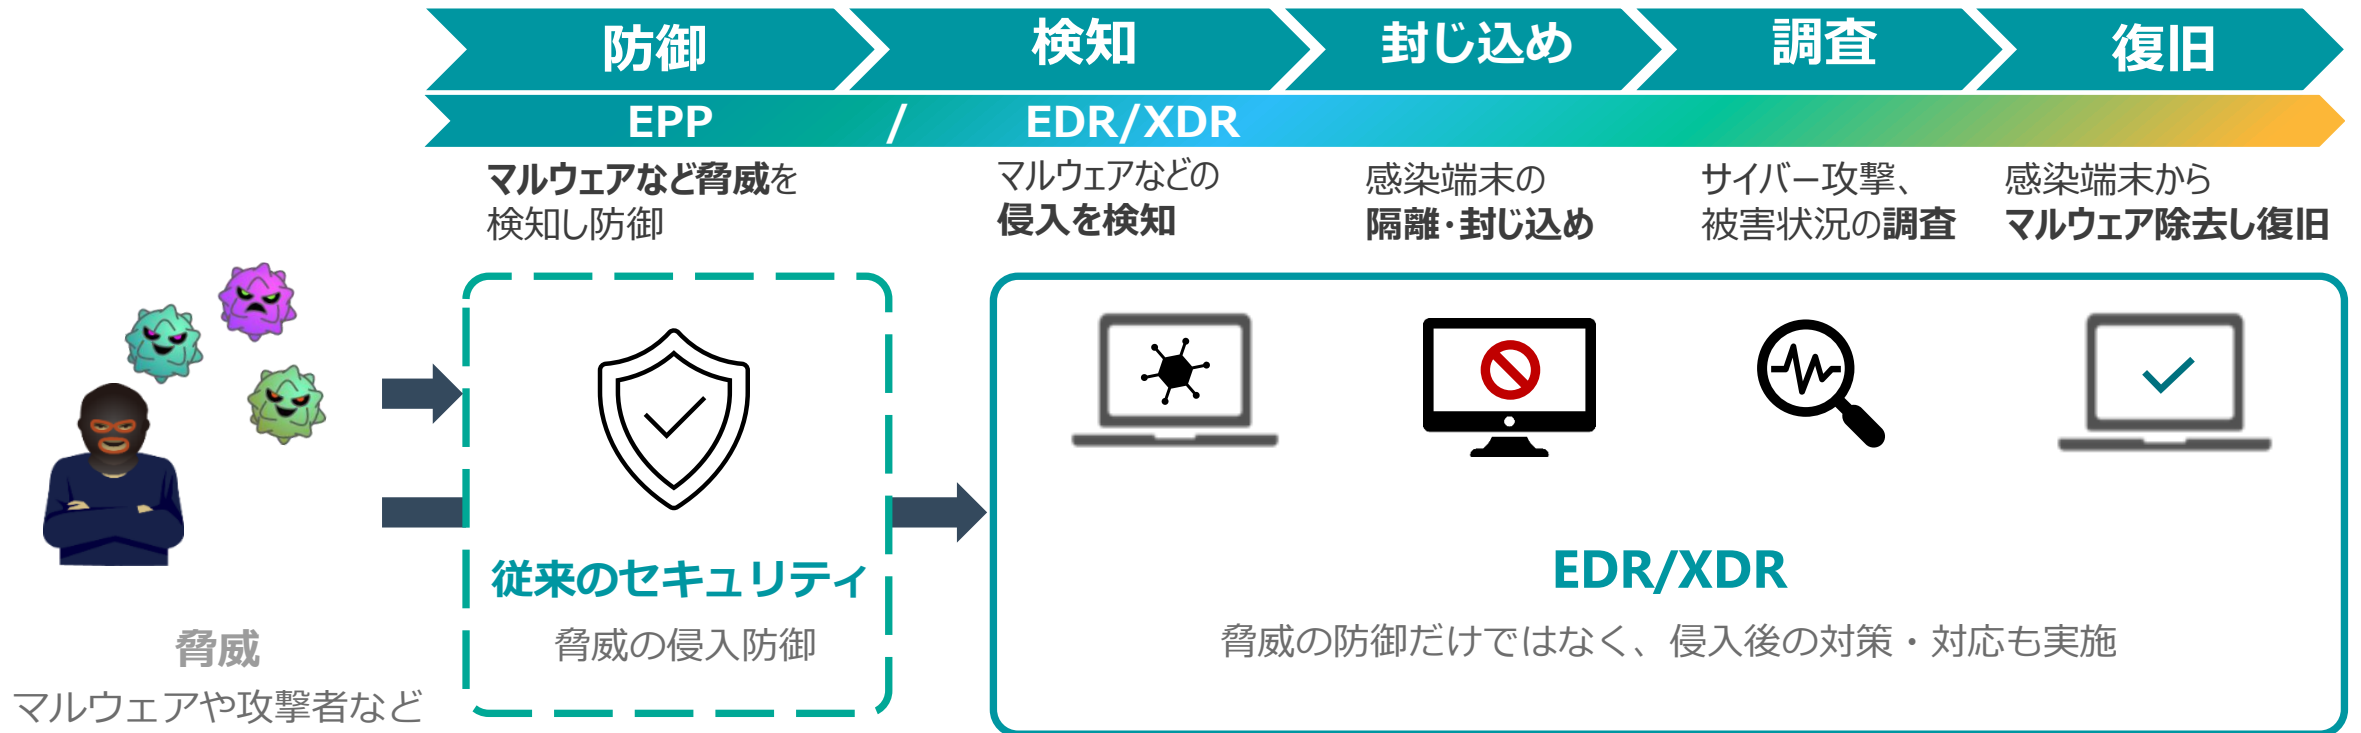 防御
検知
封じ込め
調査
復旧
EPP / EDR/XDR
マルウェアなど脅威を
検知し防御
マルウェアなどの
侵入を検知
感染端末の
隔離・封じ込め
サイバー攻撃、
被害状況の調査
感染端末から
マルウェア除去し復旧
脅威
マルウェアや攻撃者など
従来のセキュリティ
脅威の侵入防御
EDR/XDR
脅威の防御だけではなく、侵入後の対策・対応も実施